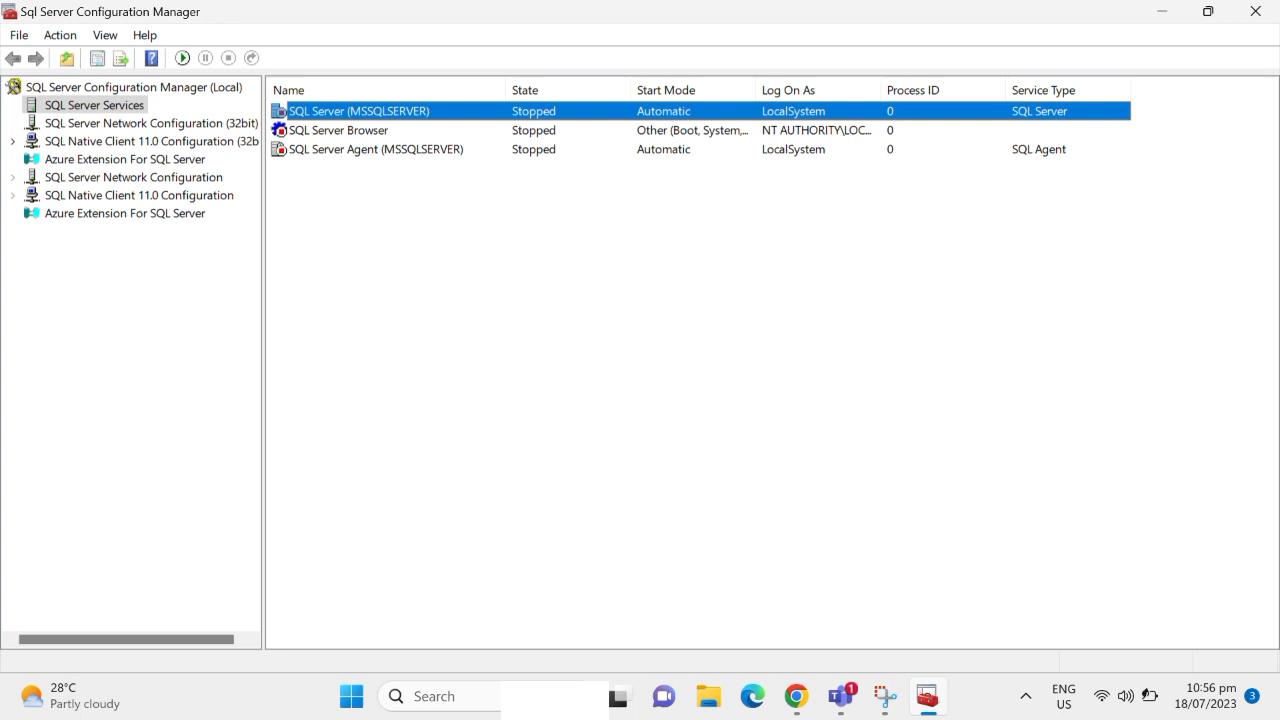 Sql Server Configuration Manager
File Action View Help
SQL Server Configuration Manager (Local)
SQL Server Services
SQL Server Network Configuration (32bit)
SQL Native Client 11.0 Configuration (32b
Azure Extension For SQL Server
SQL Server Network Configuration
SQL Native Client 11.0 Configuration
Azure Extension For SQL Server
Name State Start Mode Log On As Process ID Service Type
SQL Server (MSSQLSERVER) Stopped Automatic LocalSystem 0 SQL Server
SQL Server Browser Stopped Other (Boot, System,... NT AUTHORITY\LOC... 0
SQL Server Agent (MSSQLSERVER) Stopped Automatic LocalSystem 0 SQL Agent
28°C
Partly cloudy
Search
1
ENG
US
10:56 pm
18/07/2023
3